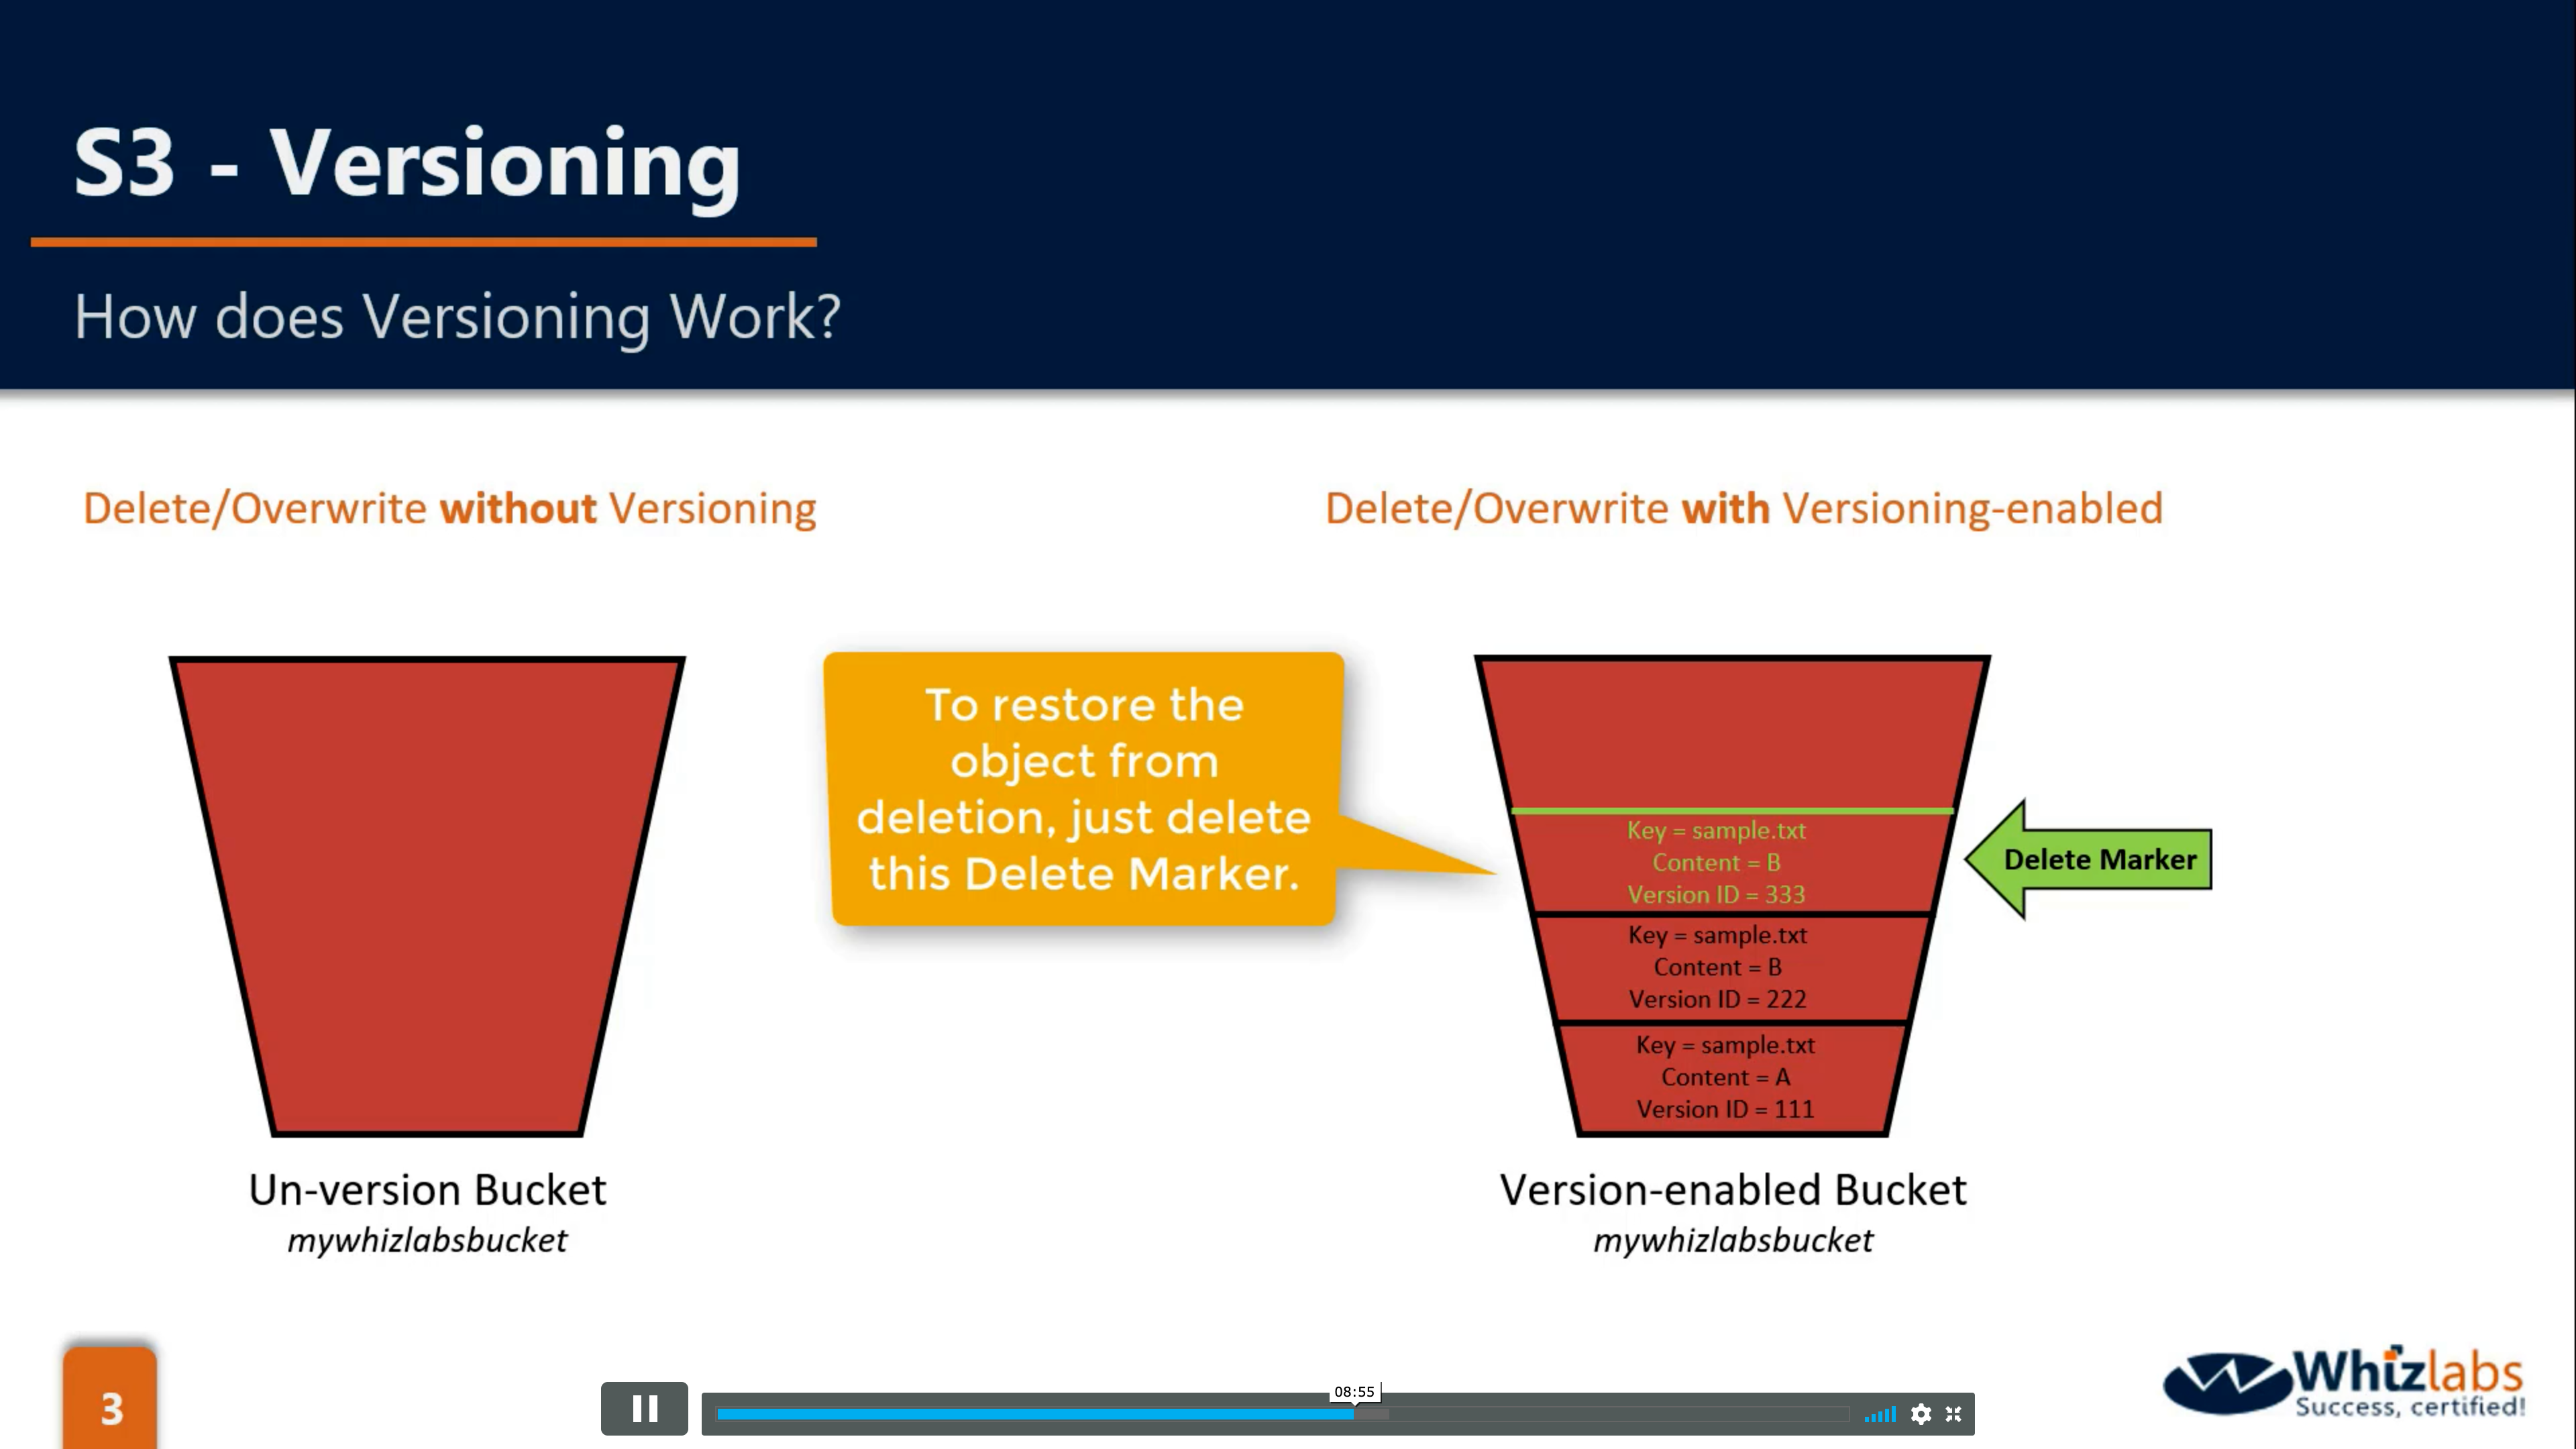 S3 - Versioning
How does Versioning Work?
Delete/Overwrite without Versioning
Delete/Overwrite with Versioning-enabled
To restore the
object from
deletion, just delete
this Delete Marker.
Key = sample.txt
Content = B
Version ID = 333
Delete Marker
Key = sample.txt
Content = B
Version ID = 222
Key = sample.txt
Content = A
Version ID = 111
Un-version Bucket
mywhizlabsbucket
Version-enabled Bucket
mywhizlabsbucket
3
08:55
Whizlabs
Success, certified!